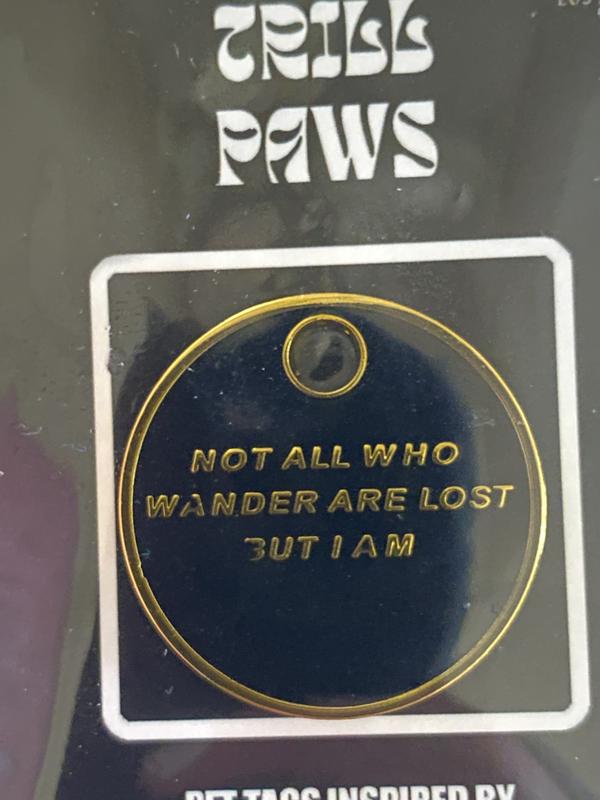 TRILL
PAWS
NOT ALL WHO
WANDER ARE LOST
BUT I AM
PET TAGS INSPIRED BY